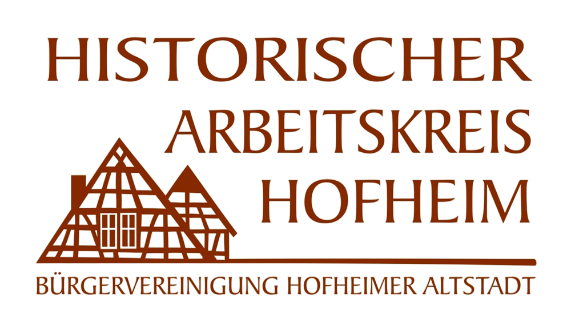 HISTORISCHER
ARBEITSKREIS
HOFHEIM
BÜRGERVEREINIGUNG HOFHEIMER ALTSTADT